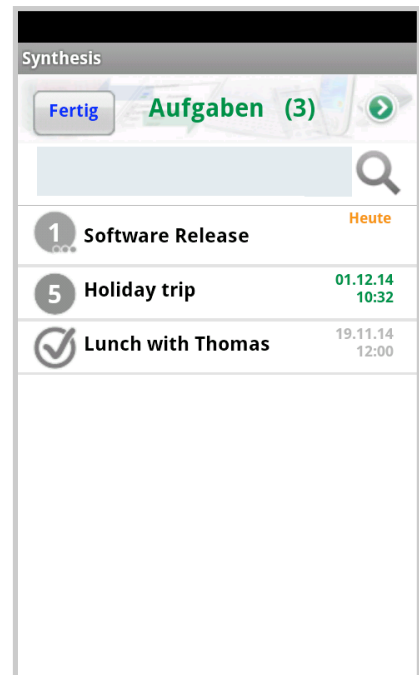 Synthesis
Fertig Aufgaben (3)
1 Software Release Heute
5 Holiday trip 01.12.14
10:32
Lunch with Thomas 19.11.14
12:00